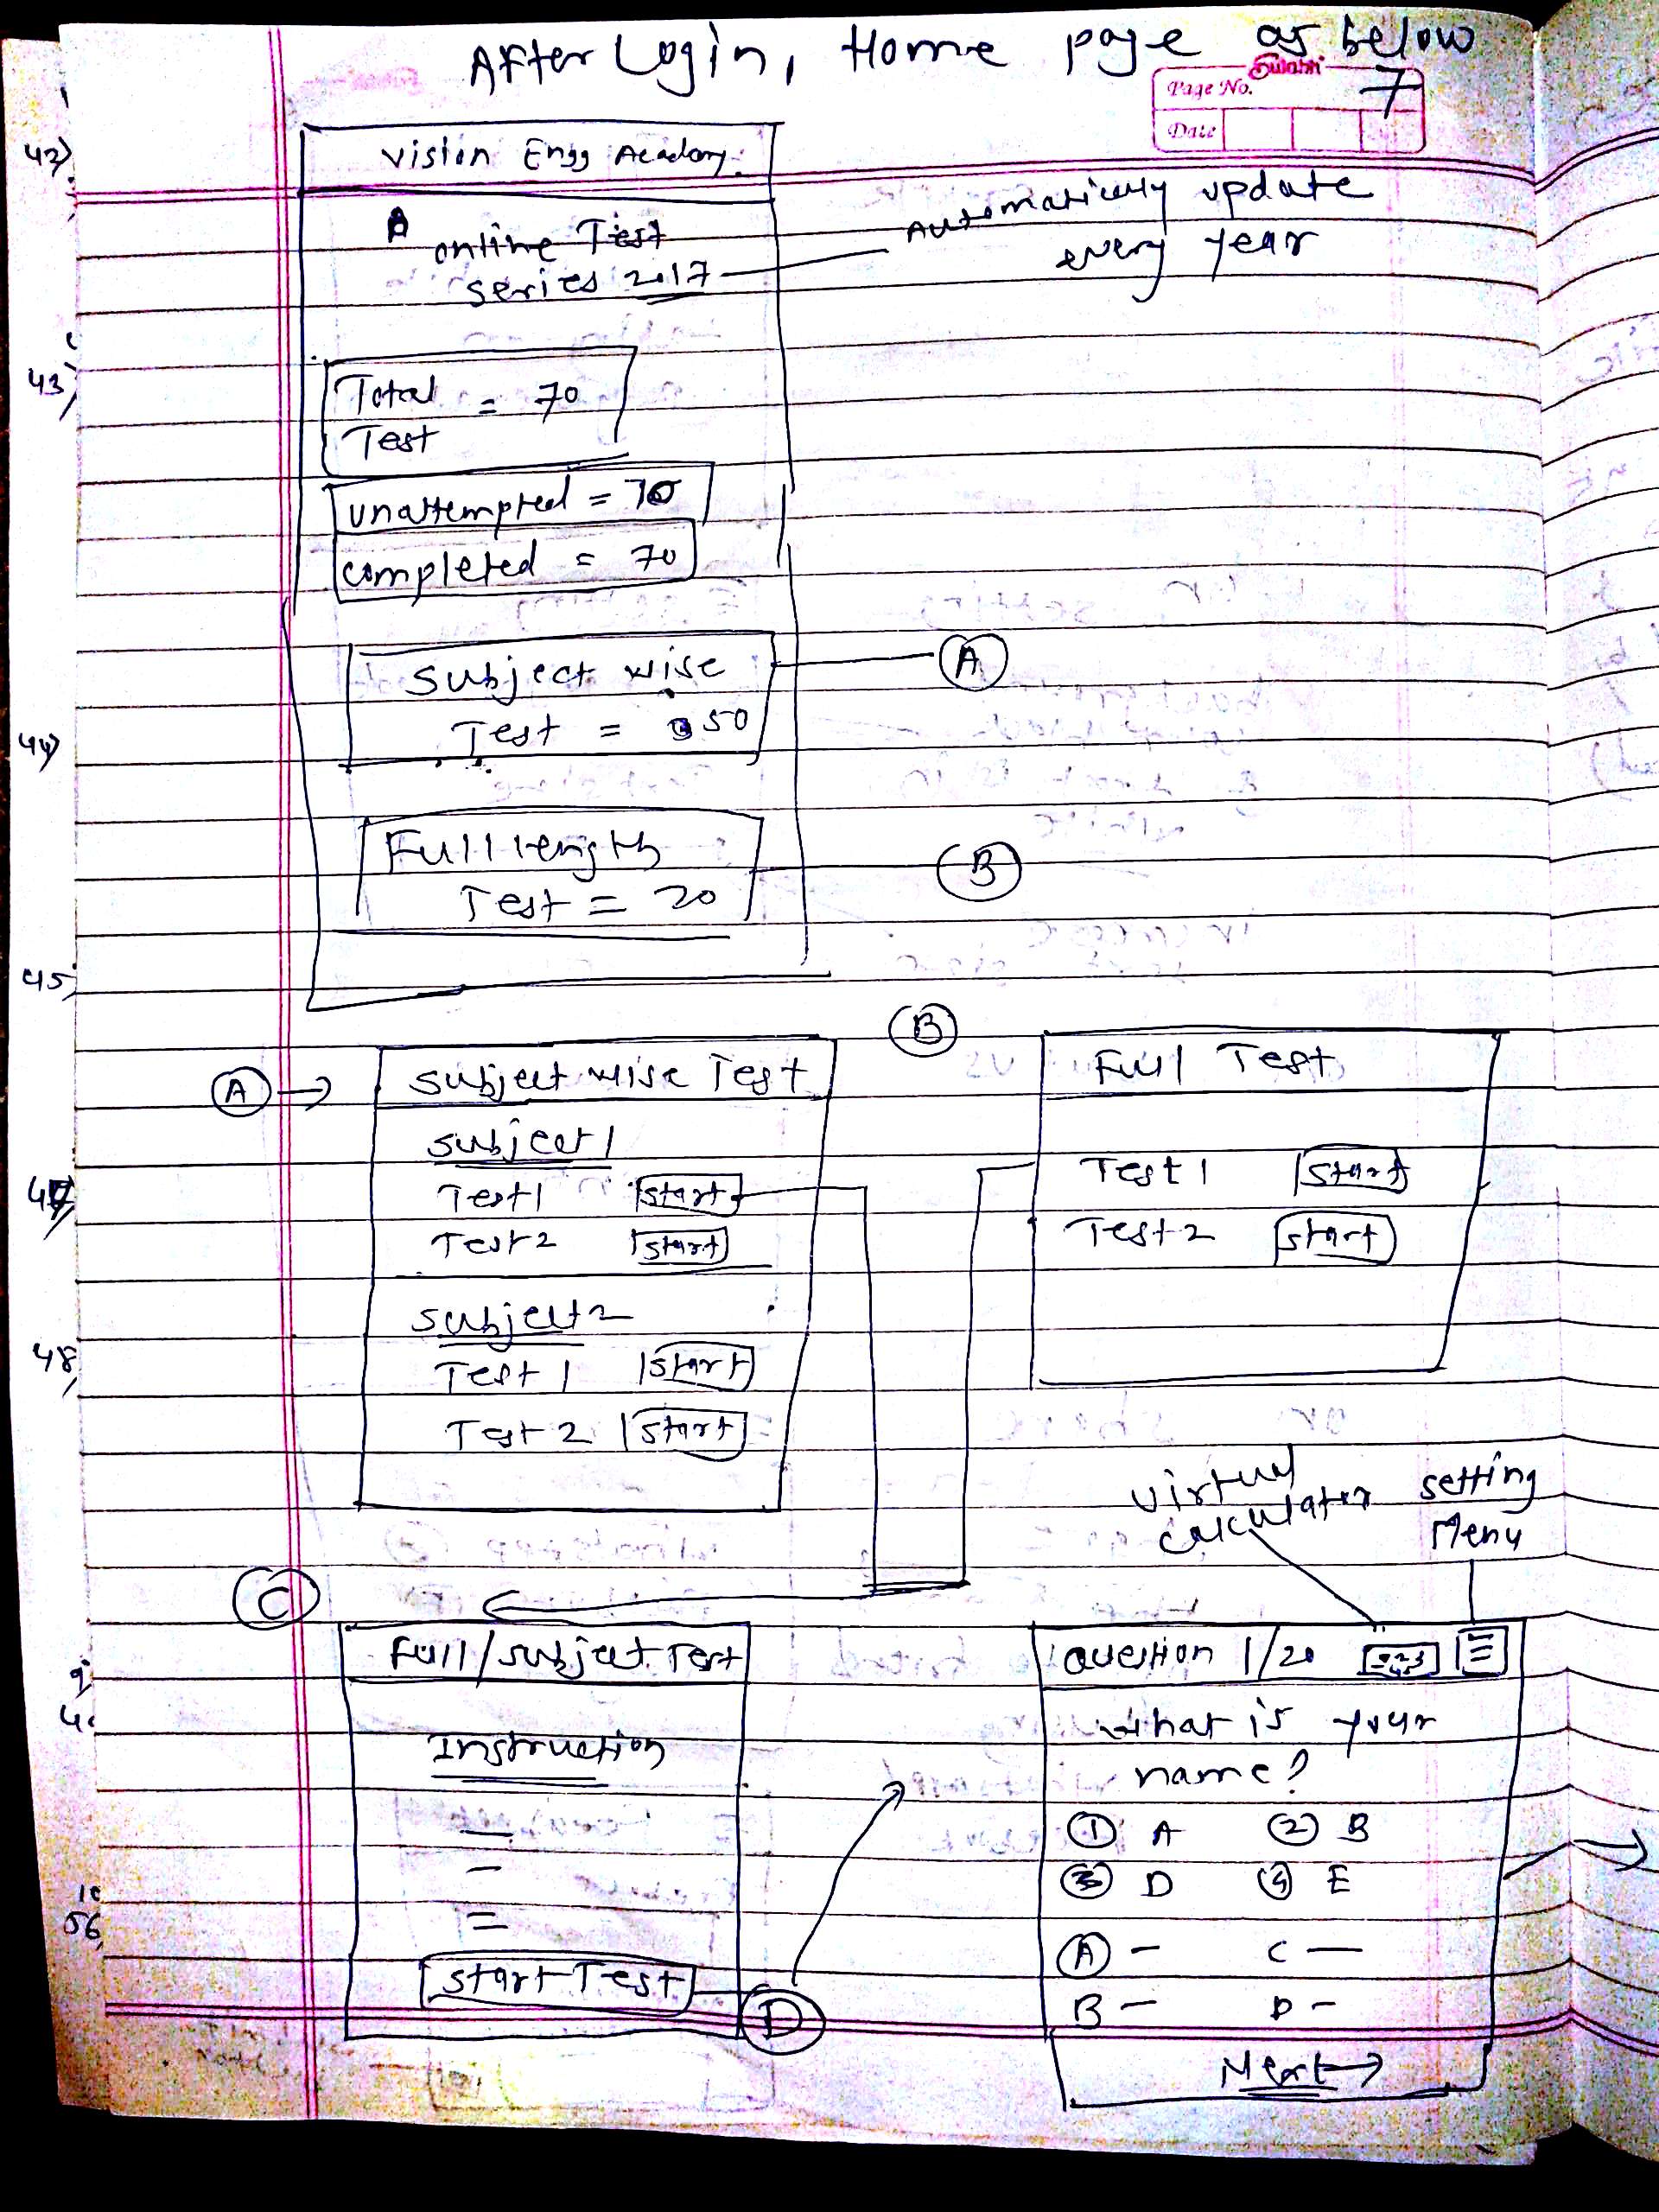 After Login, Home page as below
Sulabh
Page No. 7
Date
42)
Vision Engg Academy.
Online Test
series 2017
Automatically update
every year
43)
Total = 70
Test
unattempted = 70
completed = 70
Subject wise
Test = 50
A
44)
Full length
Test = 20
B
45)
B
A →
Subject wise Test
Subject 1
Test 1 Start
Test 2 Start
Subject 2
Test 1 Start
Test 2 Start
Full Test
Test 1 Start
Test 2 Start
48)
Virtual
calculator
setting
Menu
C
Full/Subject Test
Instruction
Start Test
D
Question 1/20
What is your
name?
1 A 2 B
3 D 4 E
A – C –
B – D –
Next →
56